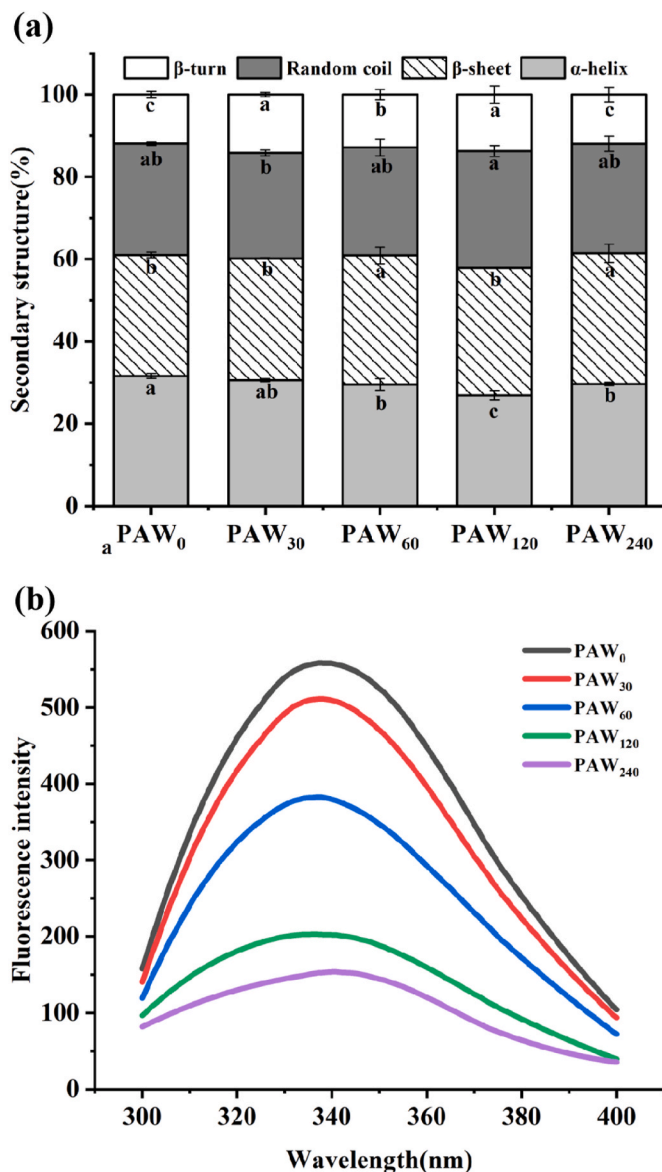 (a)
β-turn Random coil β-sheet α-helix
100
80
60
40
20
0
Secondary structure(%)
c a b a c
ab b ab a ab
b b a b a
a ab b c b
a PAW0 PAW30 PAW60 PAW120 PAW240
(b)
600
500
400
300
200
100
0
Fluorescence intensity
PAW0
PAW30
PAW60
PAW120
PAW240
300 320 340 360 380 400
Wavelength(nm)